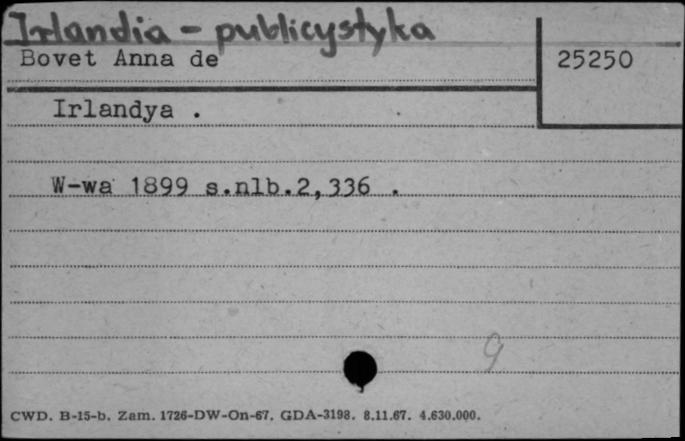 Irlandia - publicystyka
Bovet Anna de
25250
Irlandya .
W-wa 1899 s.nlb.2,336 .
9
CWD. B-15-b. Zam. 1726-DW-On-67. GDA-3198. 8.11.67. 4.630.000.